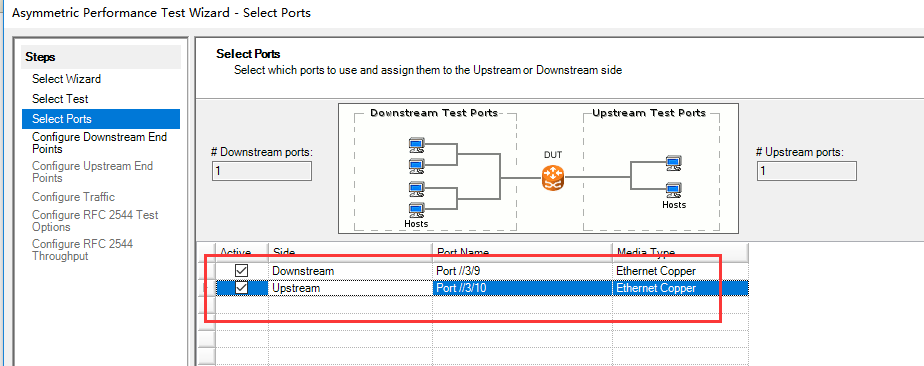 Asymmetric Performance Test Wizard - Select Ports
Steps
Select Wizard
Select Test
Select Ports
Configure Downstream End
Points
Configure Upstream End
Points
Configure Traffic
Configure RFC 2544 Test
Options
Configure RFC 2544
Throughput
Select Ports
Select which ports to use and assign them to the Upstream or Downstream side
# Downstream ports:
1
Downstream Test Ports
Hosts
DUT
Upstream Test Ports
Hosts
# Upstream ports:
1
Active Side Port Name Media Type
Downstream Port //3/9 Ethernet Copper
Upstream Port //3/10 Ethernet Copper